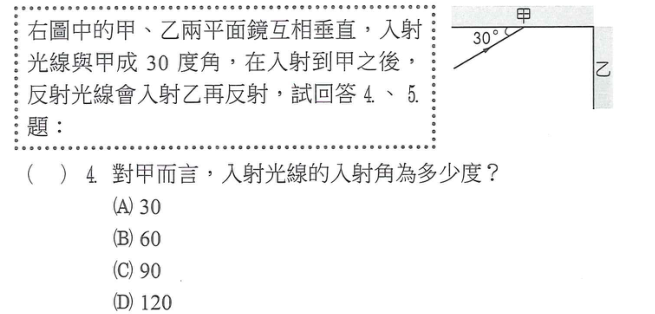 右圖中的甲、乙兩平面鏡互相垂直，入射
光線與甲成 30 度角，在入射到甲之後，
反射光線會入射乙再反射，試回答 4.、5.
題：
甲
30°
乙
(　) 4. 對甲而言，入射光線的入射角為多少度？
(A) 30
(B) 60
(C) 90
(D) 120